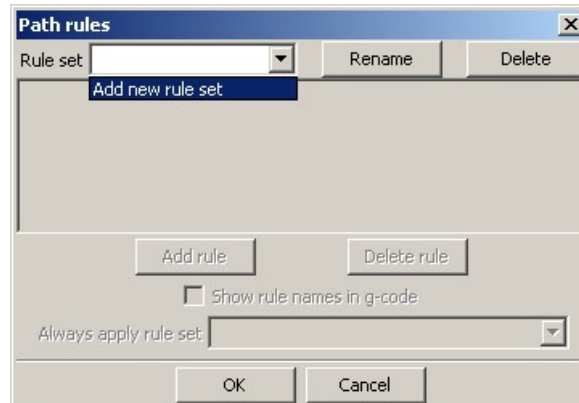 Path rules
Rule set Rename Delete
Add new rule set
Add rule Delete rule
Show rule names in g-code
Always apply rule set
OK Cancel